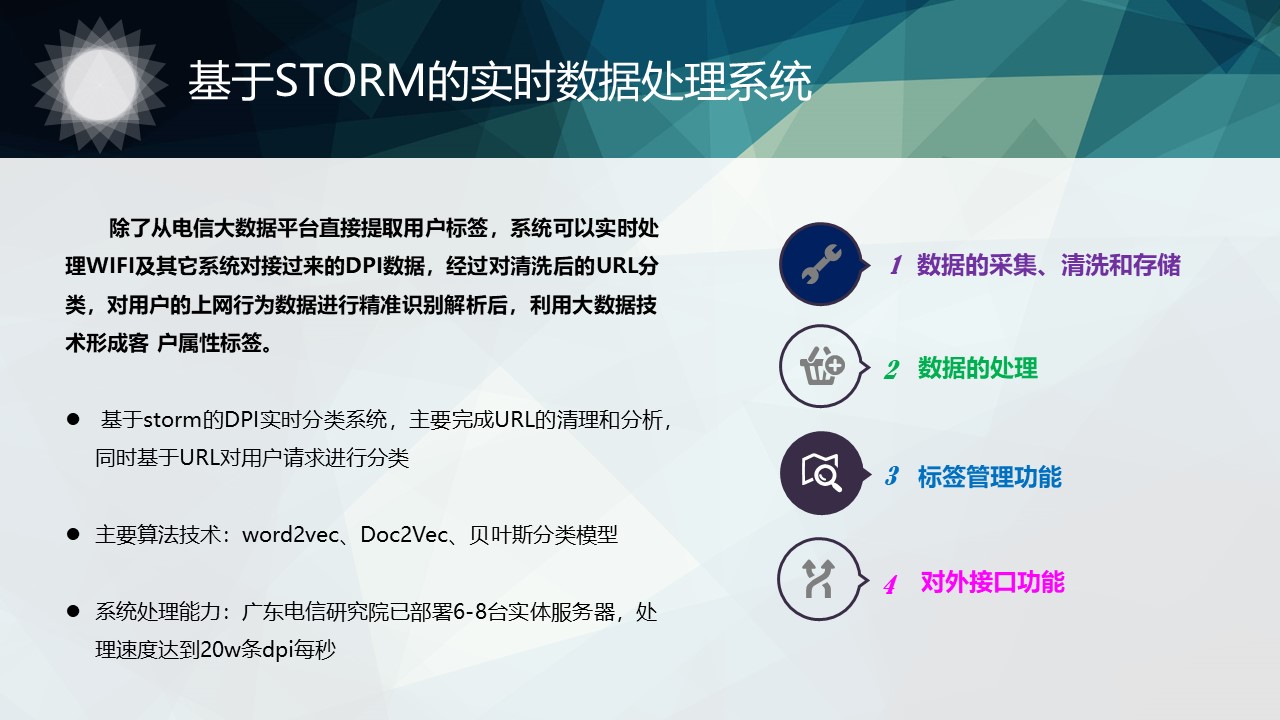 基于STORM的实时数据处理系统
除了从电信大数据平台直接提取用户标签，系统可以实时处
理WIFI及其它系统对接过来的DPI数据，经过对清洗后的URL分
类，对用户的上网行为数据进行精准识别解析后，利用大数据技
术形成客 户属性标签。
● 基于storm的DPI实时分类系统，主要完成URL的清理和分析，
同时基于URL对用户请求进行分类
● 主要算法技术：word2vec、Doc2Vec、贝叶斯分类模型
● 系统处理能力：广东电信研究院已部署6-8台实体服务器，处
理速度达到20w条dpi每秒
1 数据的采集、清洗和存储
2 数据的处理
3 标签管理功能
4 对外接口功能